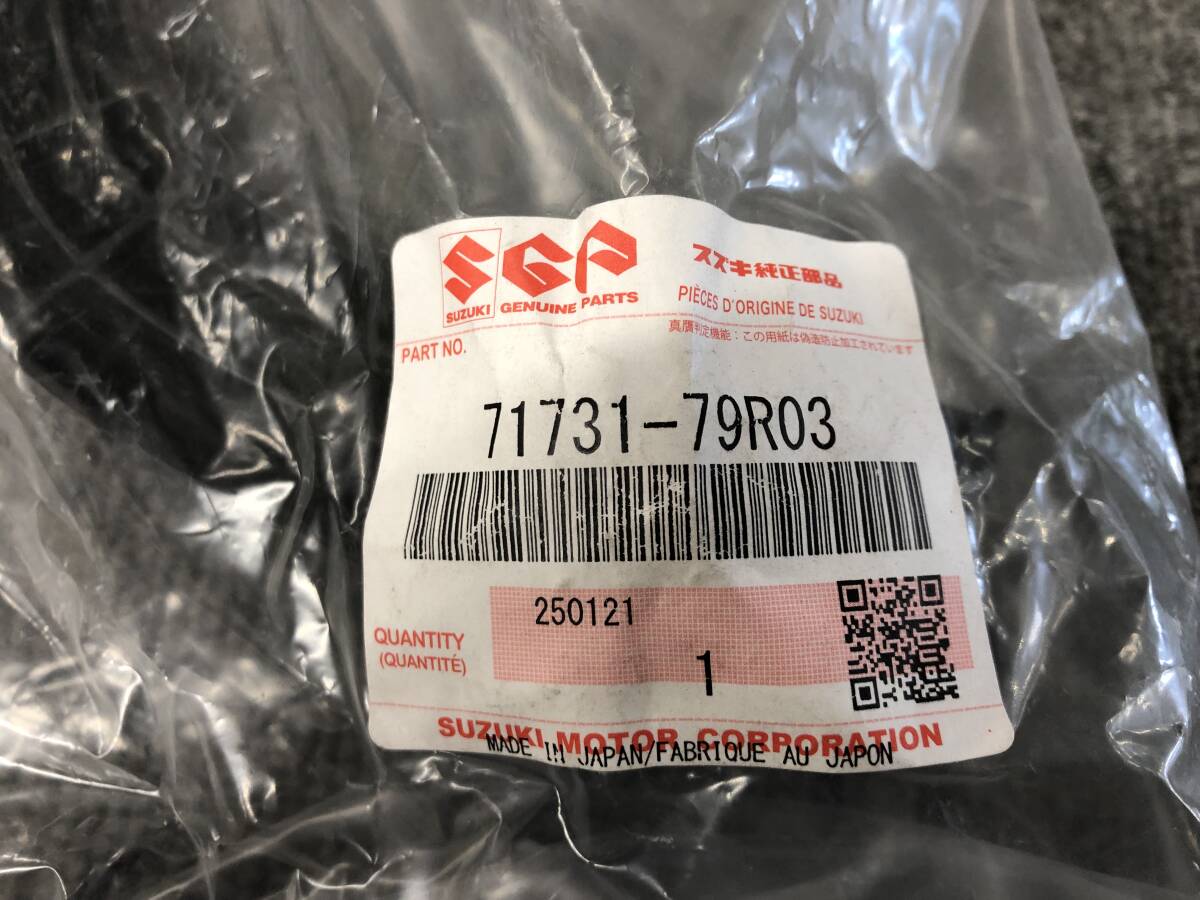 SGP
SUZUKI GENUINE PARTS
スズキ純正部品
PIÈCES D'ORIGINE DE SUZUKI
真贋判定機能：この用紙は偽造防止加工されています
PART NO.
71731-79R03
250121
QUANTITY
(QUANTITÉ)
1
SUZUKI MOTOR CORPORATION
MADE IN JAPAN/FABRIQUE AU JAPON